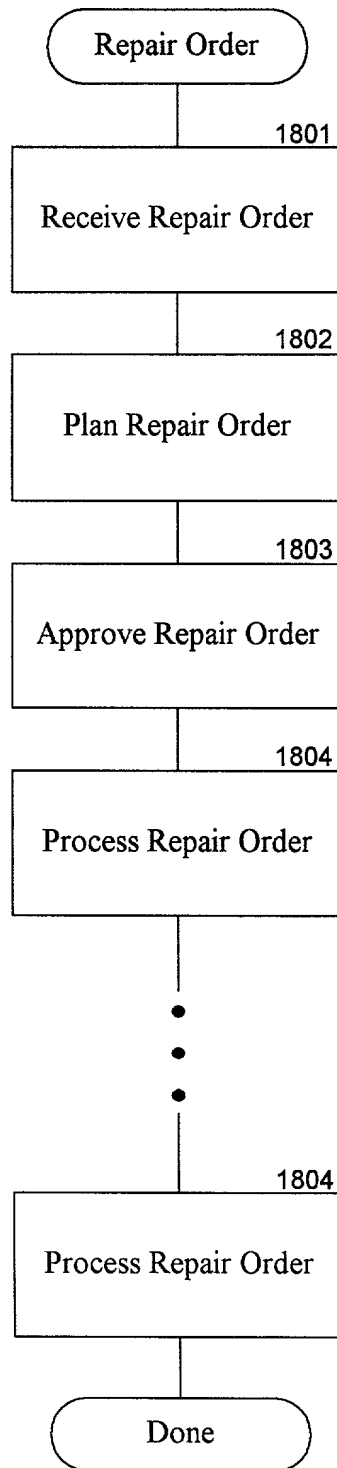 Repair Order
1801
Receive Repair Order
1802
Plan Repair Order
1803
Approve Repair Order
1804
Process Repair Order
1804
Process Repair Order
Done